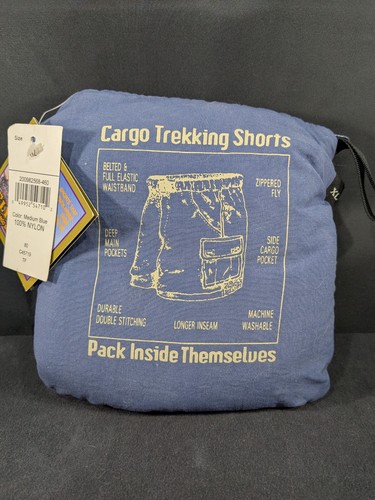 Cargo Trekking Shorts
BELTED &
FULL ELASTIC
WAISTBAND
ZIPPERED
FLY
DEEP
MAIN
POCKETS
SIDE
CARGO
POCKET
DURABLE
DOUBLE STITCHING
LONGER INSEAM
MACHINE
WASHABLE
Pack Inside Themselves
XL
Size
Color: Medium Blue
100% NYLON